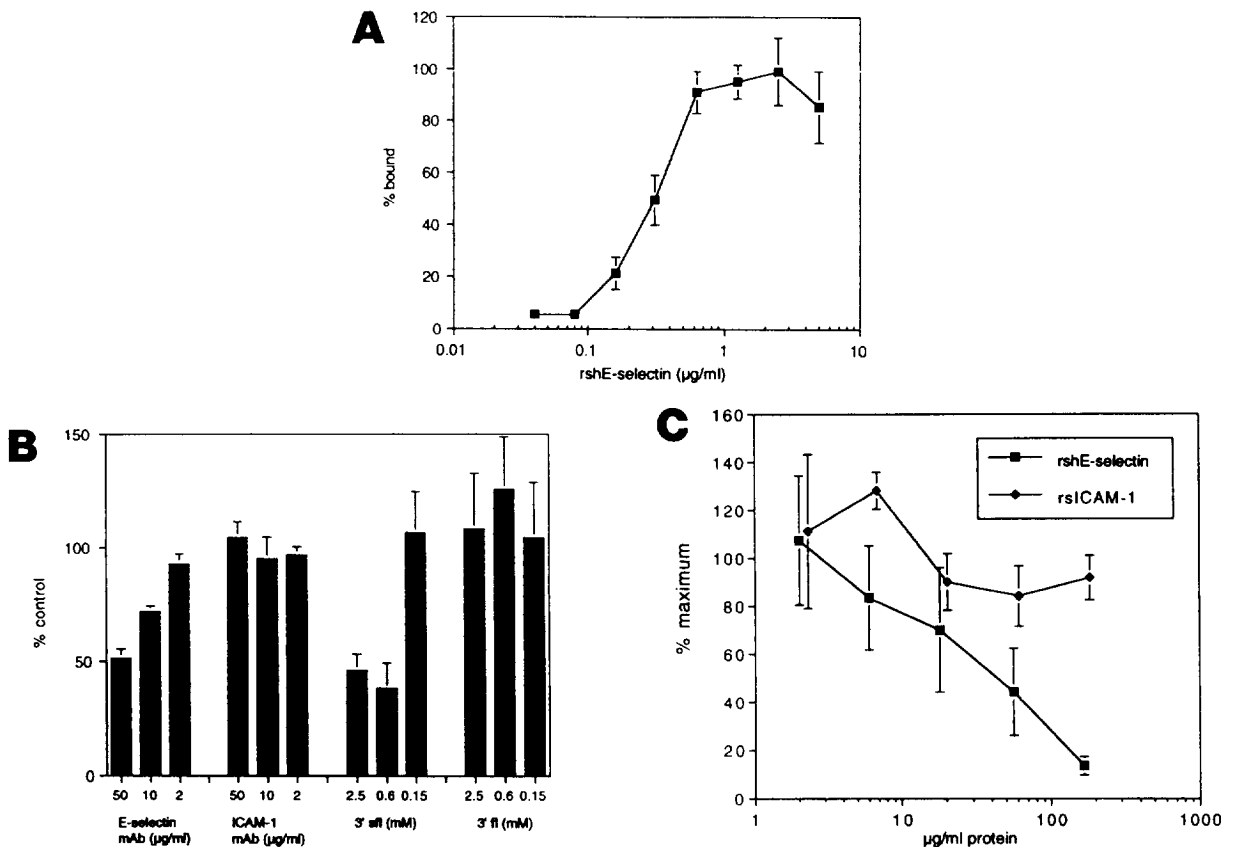 A
120
100
80
60
40
20
0
% bound
0.01 0.1 1 10
rshE-selectin (µg/ml)
B
150
100
50
0
% control
50 10 2 50 10 2 2.5 0.6 0.15 2.5 0.6 0.15
E-selectin mAb (µg/ml)
ICAM-1 mAb (µg/ml)
3' sfl (mM)
3' fl (mM)
C
160
140
120
100
80
60
40
20
0
% maximum
rshE-selectin
rsICAM-1
1 10 100 1000
µg/ml protein